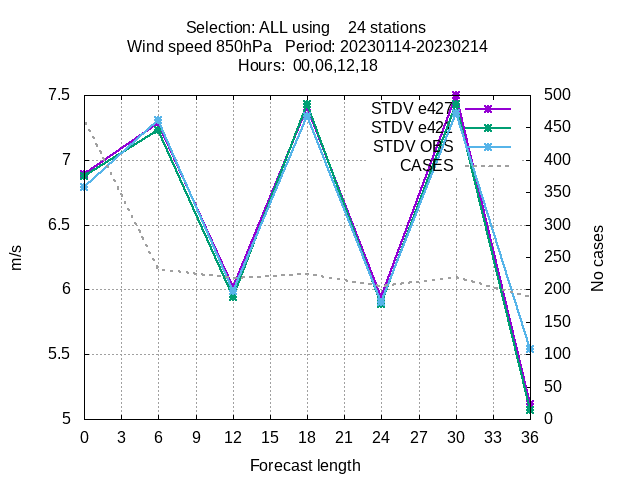 Selection: ALL using 24 stations
Wind speed 850hPa Period: 20230114-20230214
Hours: 00,06,12,18
7.5
7
6.5
6
5.5
5
m/s
STDV e427
STDV e421
STDV OBS
CASES
500
450
400
350
300
250
200
150
100
50
0
No cases
0 3 6 9 12 15 18 21 24 27 30 33 36
Forecast length